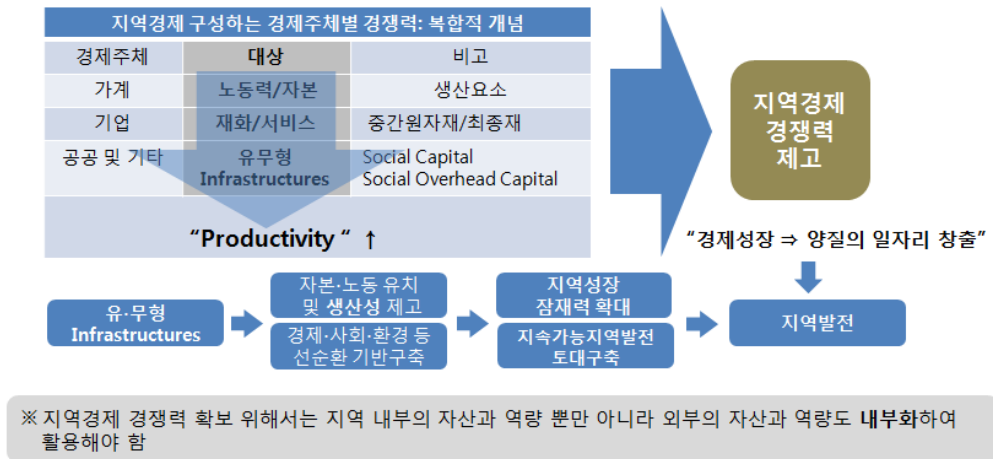 지역경제 구성하는 경제주체별 경쟁력: 복합적 개념
경제주체 대상 비고
가계 노동력/자본 생산요소
기업 재화/서비스 중간원자재/최종재
공공 및 기타 유무형 Infrastructures Social Capital
Social Overhead Capital
“Productivity “ ↑
지역경제
경쟁력
제고
“경제성장 ⇒ 양질의 일자리 창출”
유·무형
Infrastructures
자본·노동 유치
및 생산성 제고
경제·사회·환경 등
선순환 기반구축
지역성장
잠재력 확대
지속가능지역발전
토대구축
지역발전
※ 지역경제 경쟁력 확보 위해서는 지역 내부의 자산과 역량 뿐만 아니라 외부의 자산과 역량도 내부화하여
활용해야 함